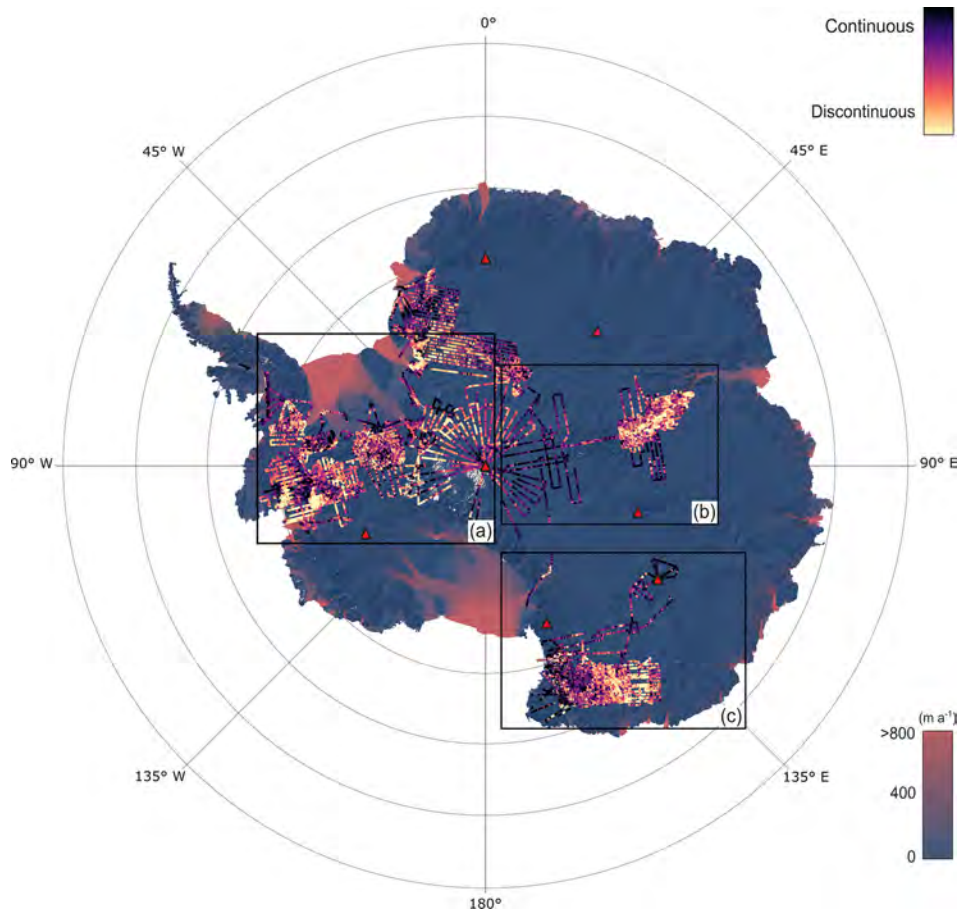 0°
Continuous
Discontinuous
45° W
45° E
90° W
90° E
(a)
(b)
(c)
(m a⁻¹)
>800
400
0
135° W
135° E
180°